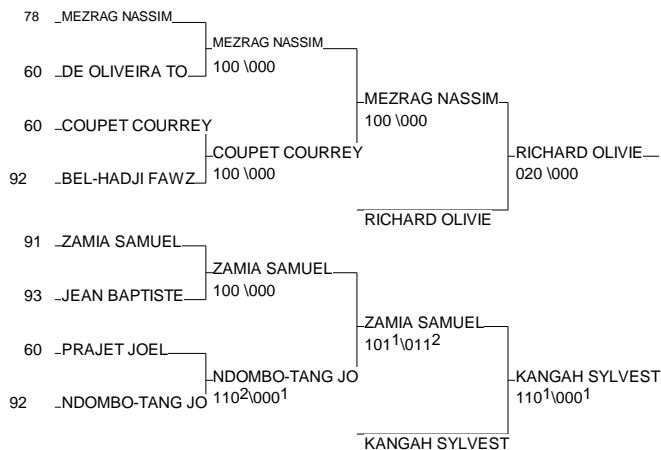 78 MEZRAG NASSIM
MEZRAG NASSIM
60 DE OLIVEIRA TO
100 \000
MEZRAG NASSIM
60 COUPET COURREY
100 \000
COUPET COURREY
RICHARD OLIVIE
92 BEL-HADJI FAWZ
100 \000
020 \000
RICHARD OLIVIE
91 ZAMIA SAMUEL
ZAMIA SAMUEL
93 JEAN BAPTISTE
100 \000
ZAMIA SAMUEL
60 PRAJET JOEL
101¹\011²
NDOMBO-TANG JO
KANGAH SYLVEST
92 NDOMBO-TANG JO
110²\000¹
110¹\000¹
KANGAH SYLVEST